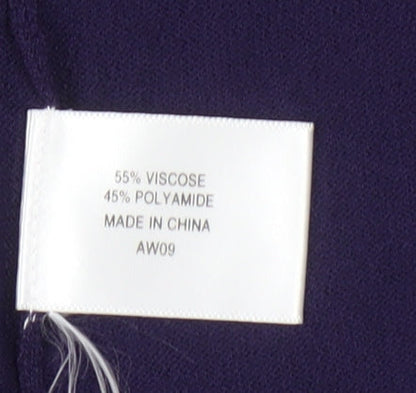 55% VISCOSE
45% POLYAMIDE
MADE IN CHINA
AW09